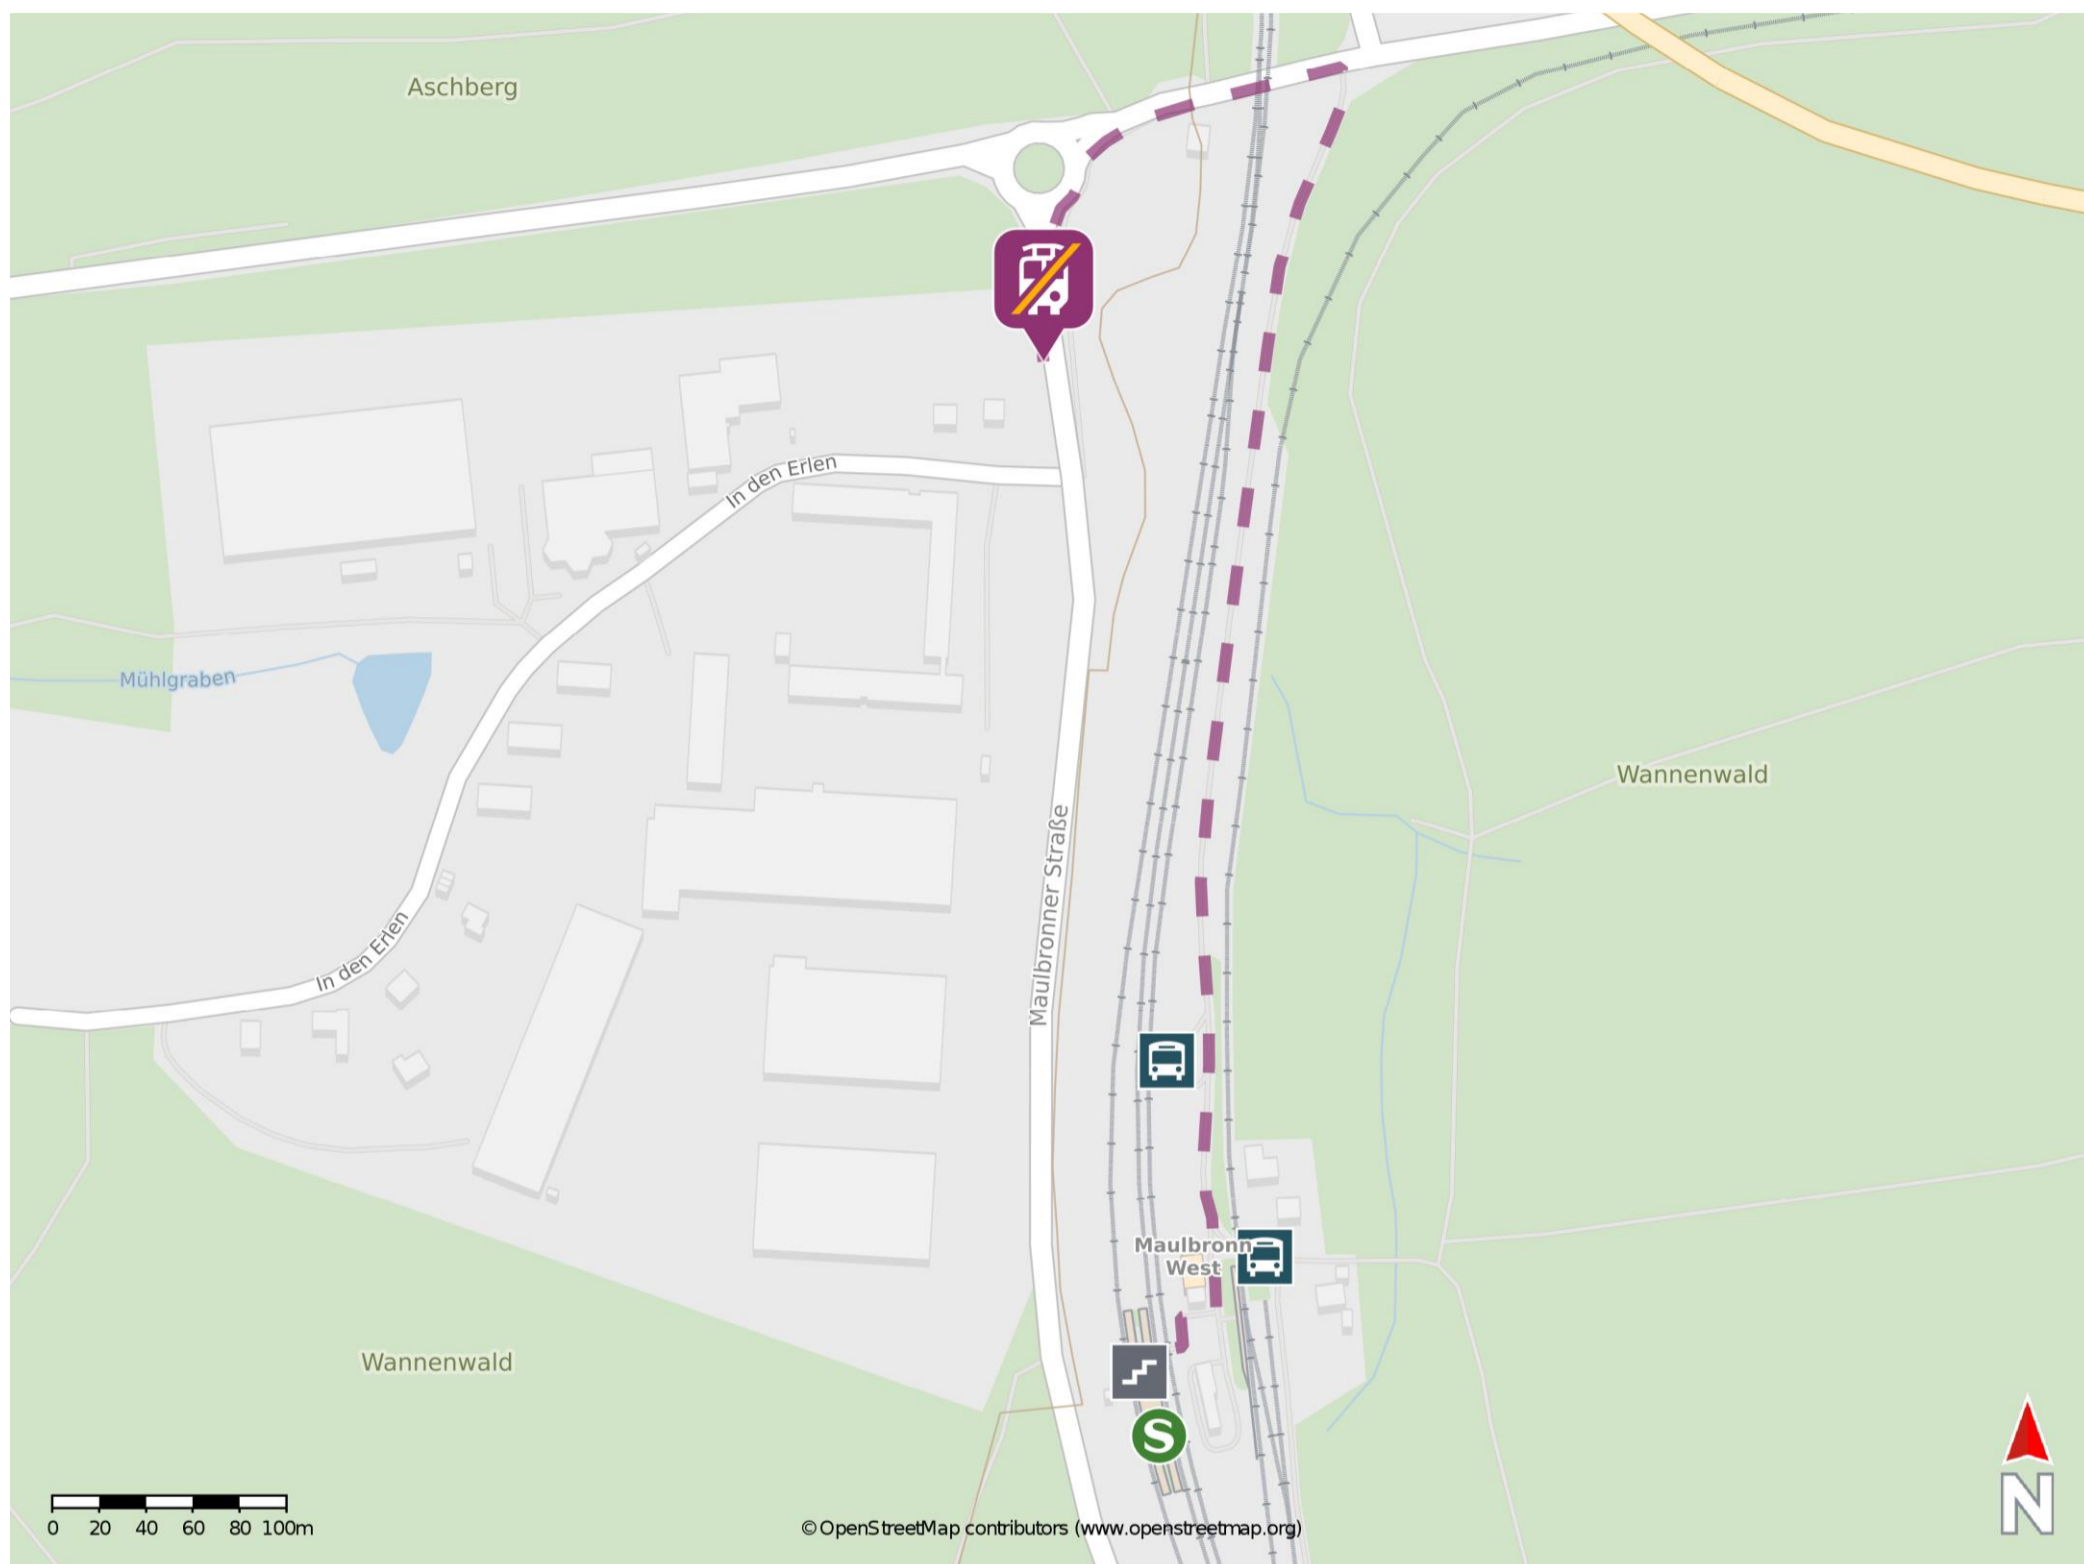 Aschberg
In den Erlen
Mühlgraben
Wannenwald
Maulbronner Straße
In den Erlen
Maulbronn
West
Wannenwald
S
N
0 20 40 60 80 100m
© OpenStreetMap contributors (www.openstreetmap.org)